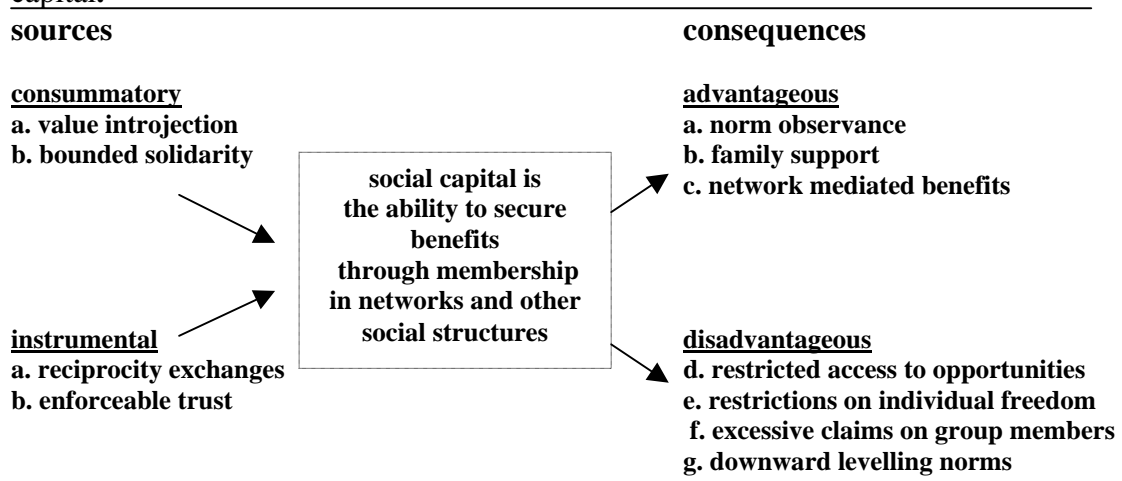 capital.
sources
consequences
consummatory
a. value introjection
b. bounded solidarity
instrumental
a. reciprocity exchanges
b. enforceable trust
social capital is
the ability to secure
benefits
through membership
in networks and other
social structures
advantageous
a. norm observance
b. family support
c. network mediated benefits
disadvantageous
d. restricted access to opportunities
e. restrictions on individual freedom
f. excessive claims on group members
g. downward levelling norms